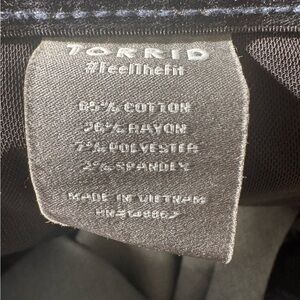 TORRID
#FeelTheFit
65% COTTON
26% RAYON
7% POLYESTER
2% SPANDEX
MADE IN VIETNAM